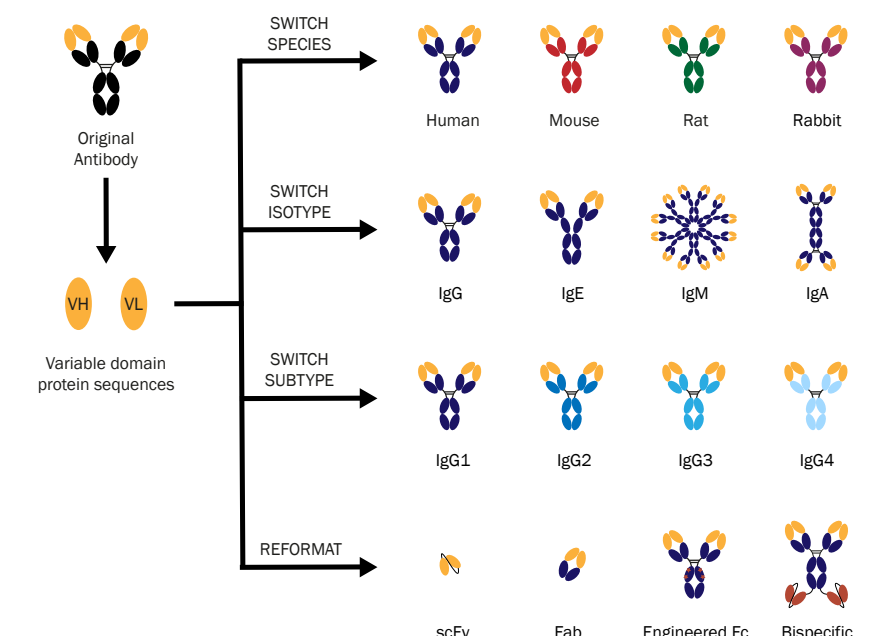 SWITCH
SPECIES
Human
Mouse
Rat
Rabbit
Original
Antibody
SWITCH
ISOTYPE
IgG
IgE
IgM
IgA
VH
VL
Variable domain
protein sequences
SWITCH
SUBTYPE
IgG1
IgG2
IgG3
IgG4
REFORMAT
scFv
Fab
Engineered Fc
Bispecific